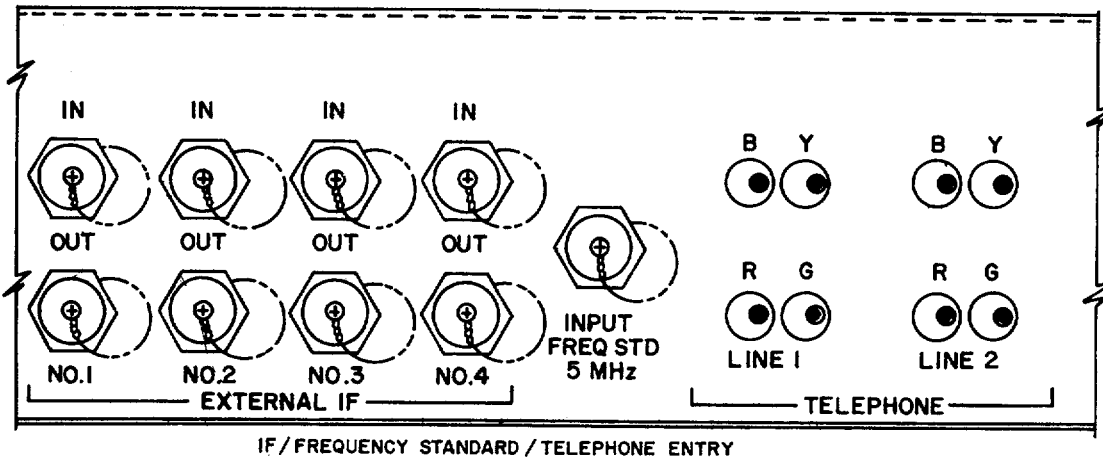 IN IN IN IN
B Y B Y
OUT OUT OUT OUT
R G R G
INPUT
FREQ STD
5 MHz
LINE 1 LINE 2
NO.1 NO.2 NO.3 NO.4
EXTERNAL IF
TELEPHONE
IF/FREQUENCY STANDARD/TELEPHONE ENTRY